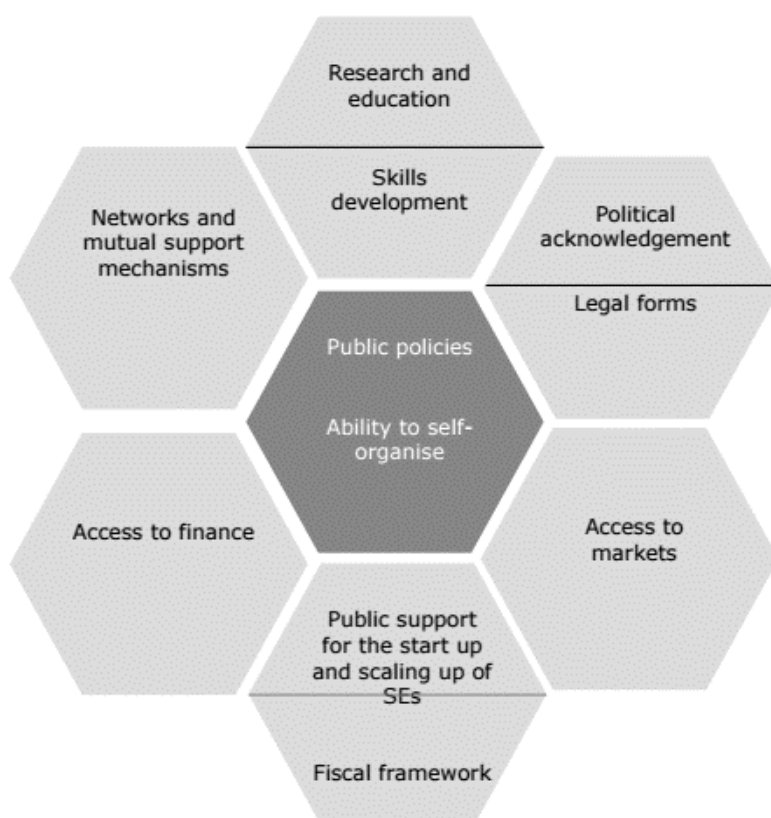 Research and
education
Skills
development
Networks and
mutual support
mechanisms
Political
acknowledgement
Legal forms
Public policies
Ability to self-
organise
Access to finance
Access to
markets
Public support
for the start up
and scaling up of
SEs
Fiscal framework